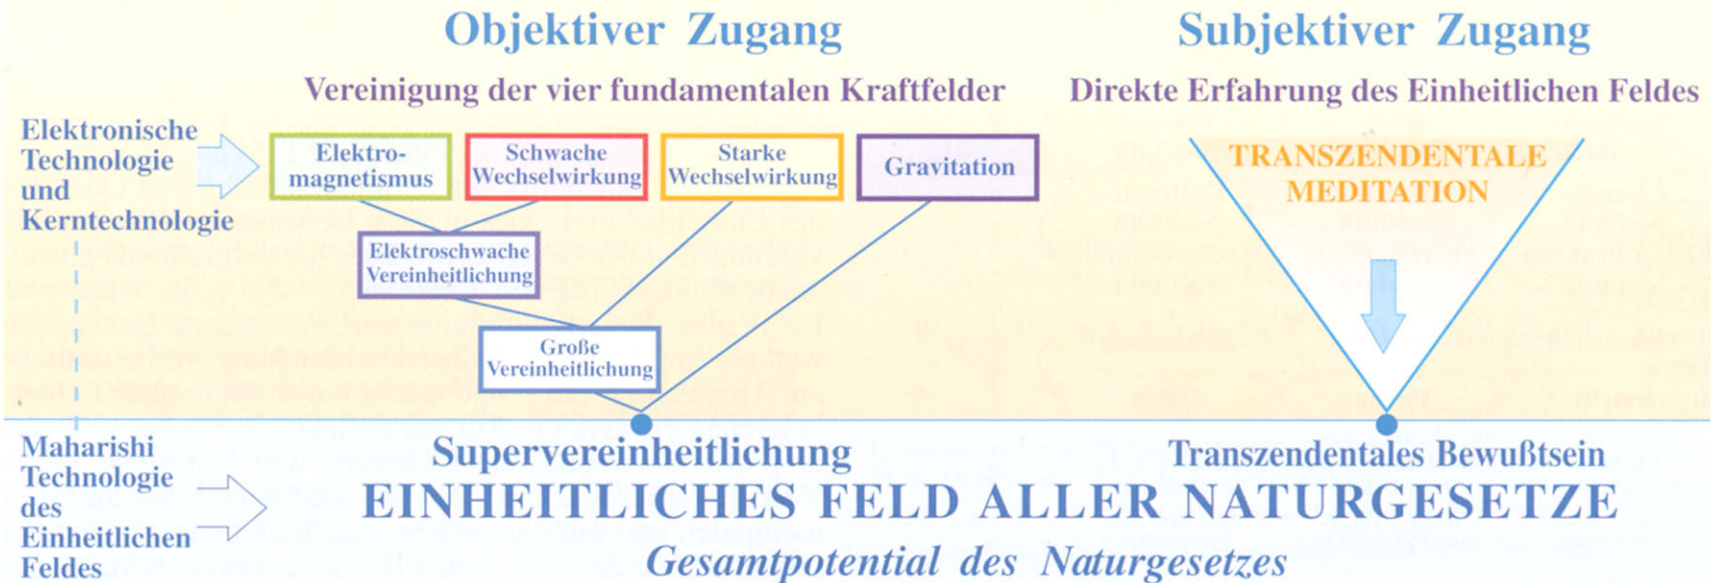 Objektiver Zugang
Vereinigung der vier fundamentalen Kraftfelder
Elektronische
Technologie
und
Kerntechnologie
Elektro-
magnetismus
Schwache
Wechselwirkung
Starke
Wechselwirkung
Gravitation
Elektroschwache
Vereinheitlichung
Große
Vereinheitlichung
Subjektiver Zugang
Direkte Erfahrung des Einheitlichen Feldes
TRANSZENDENTALE
MEDITATION
Maharishi
Technologie
des
Einheitlichen
Feldes
Supervereinheitlichung
Transzendentales Bewußtsein
EINHEITLICHES FELD ALLER NATURGESETZE
Gesamtpotential des Naturgesetzes